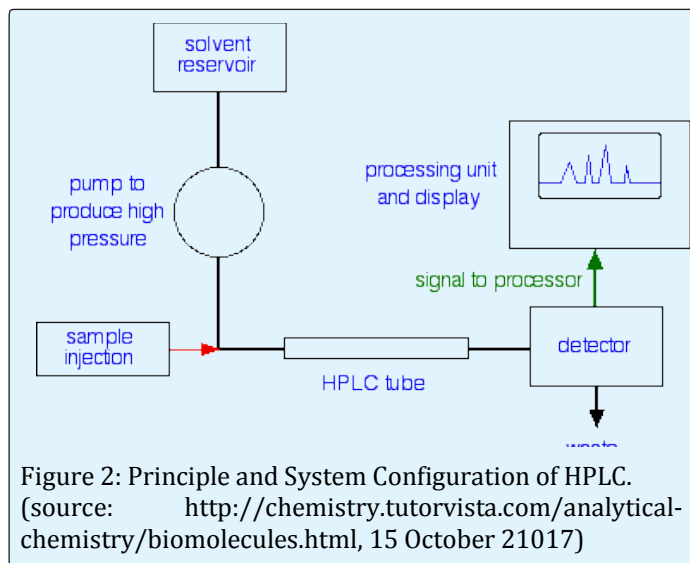 solvent
reservoir
pump to
produce high
pressure
processing unit
and display
signal to processor
sample
injection
HPLC tube
detector
Figure 2: Principle and System Configuration of HPLC.
(source: http://chemistry.tutorvista.com/analytical-
chemistry/biomolecules.html, 15 October 21017)